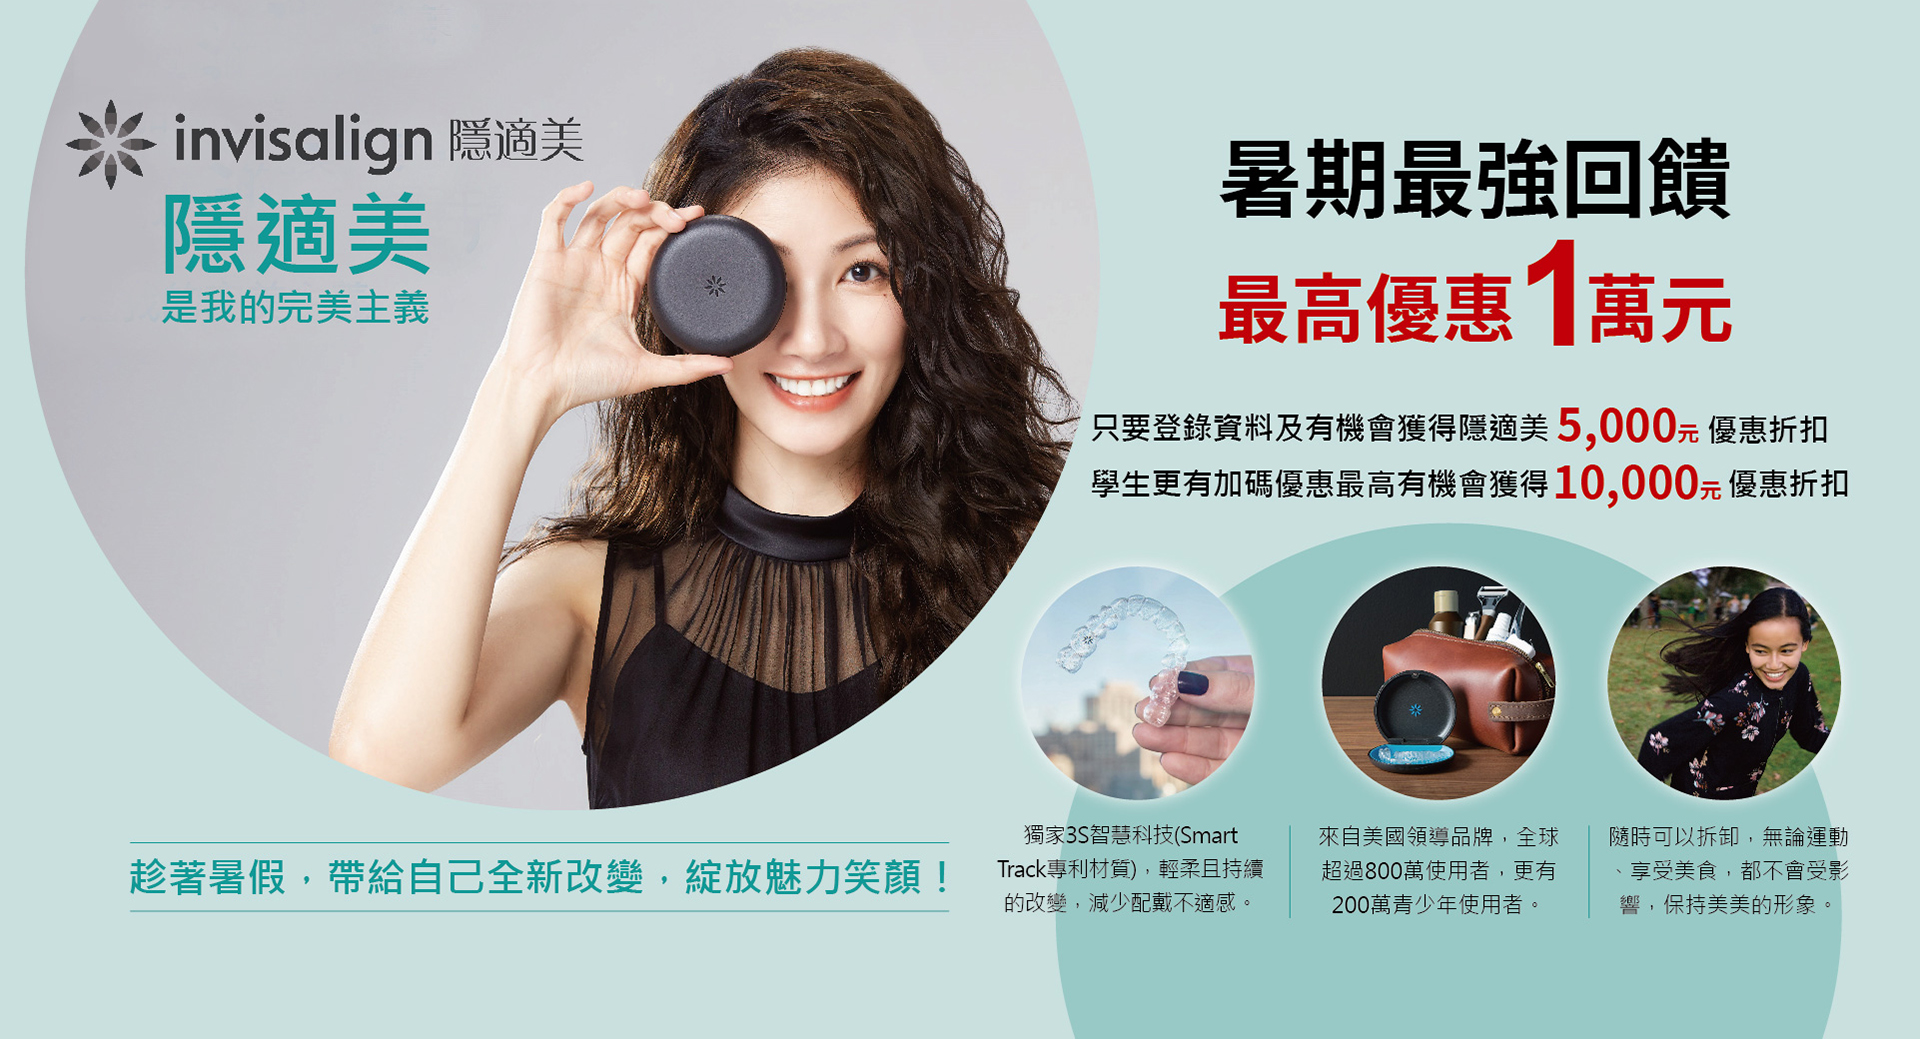 invisalign 隱適美
隱適美
是我的完美主義
暑期最強回饋
最高優惠1萬元
只要登錄資料及有機會獲得隱適美 5,000元 優惠折扣
學生更有加碼優惠最高有機會獲得 10,000元 優惠折扣
獨家3S智慧科技(Smart
Track專利材質)，輕柔且持續
的改變，減少配戴不適感。
來自美國領導品牌，全球
超過800萬使用者，更有
200萬青少年使用者。
隨時可以拆卸，無論運動
、享受美食，都不會受影
響，保持美美的形象。
趁著暑假，帶給自己全新改變，綻放魅力笑顏！